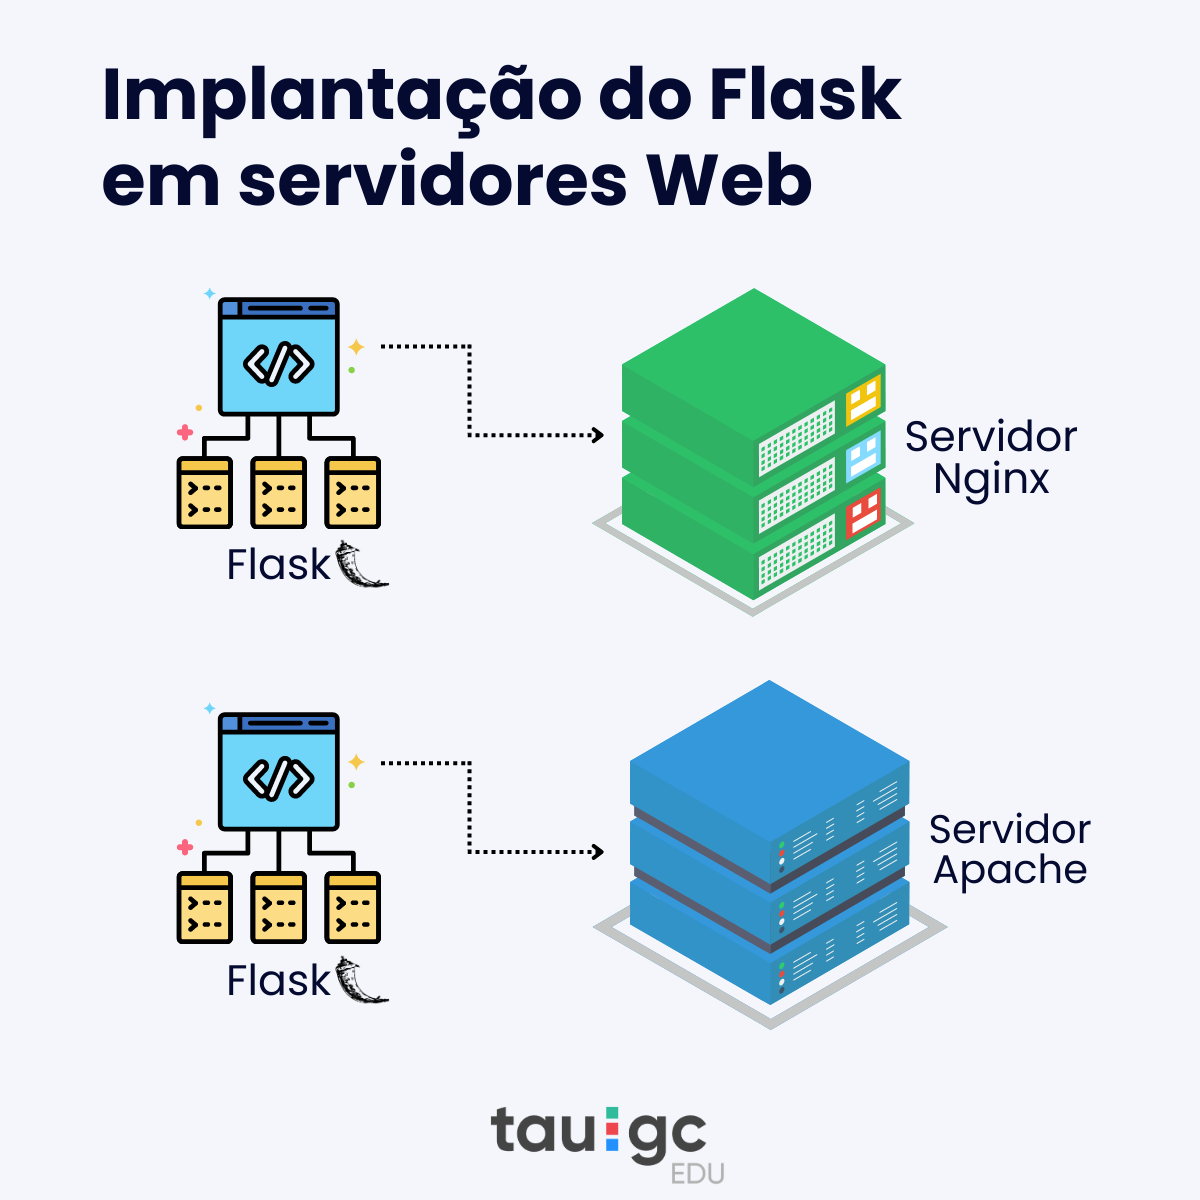 Implantação do Flask
em servidores Web
Flask
Servidor
Nginx
Flask
Servidor
Apache
tau gc
EDU